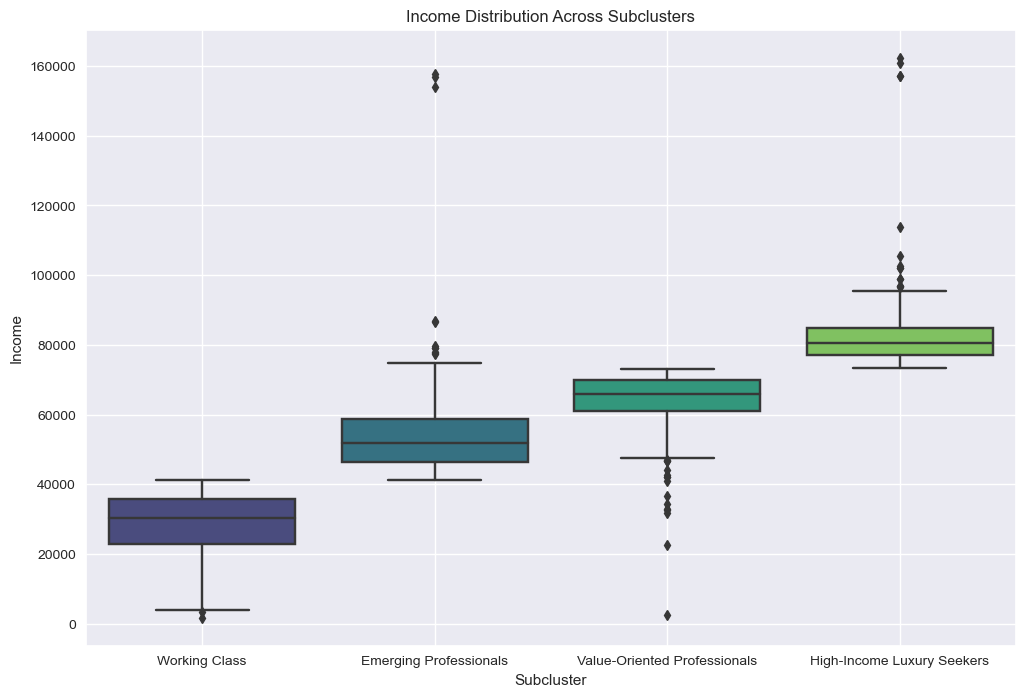 Income Distribution Across Subclusters
160000
140000
120000
100000
80000
60000
40000
20000
0
Income
Working Class
Emerging Professionals
Value-Oriented Professionals
High-Income Luxury Seekers
Subcluster